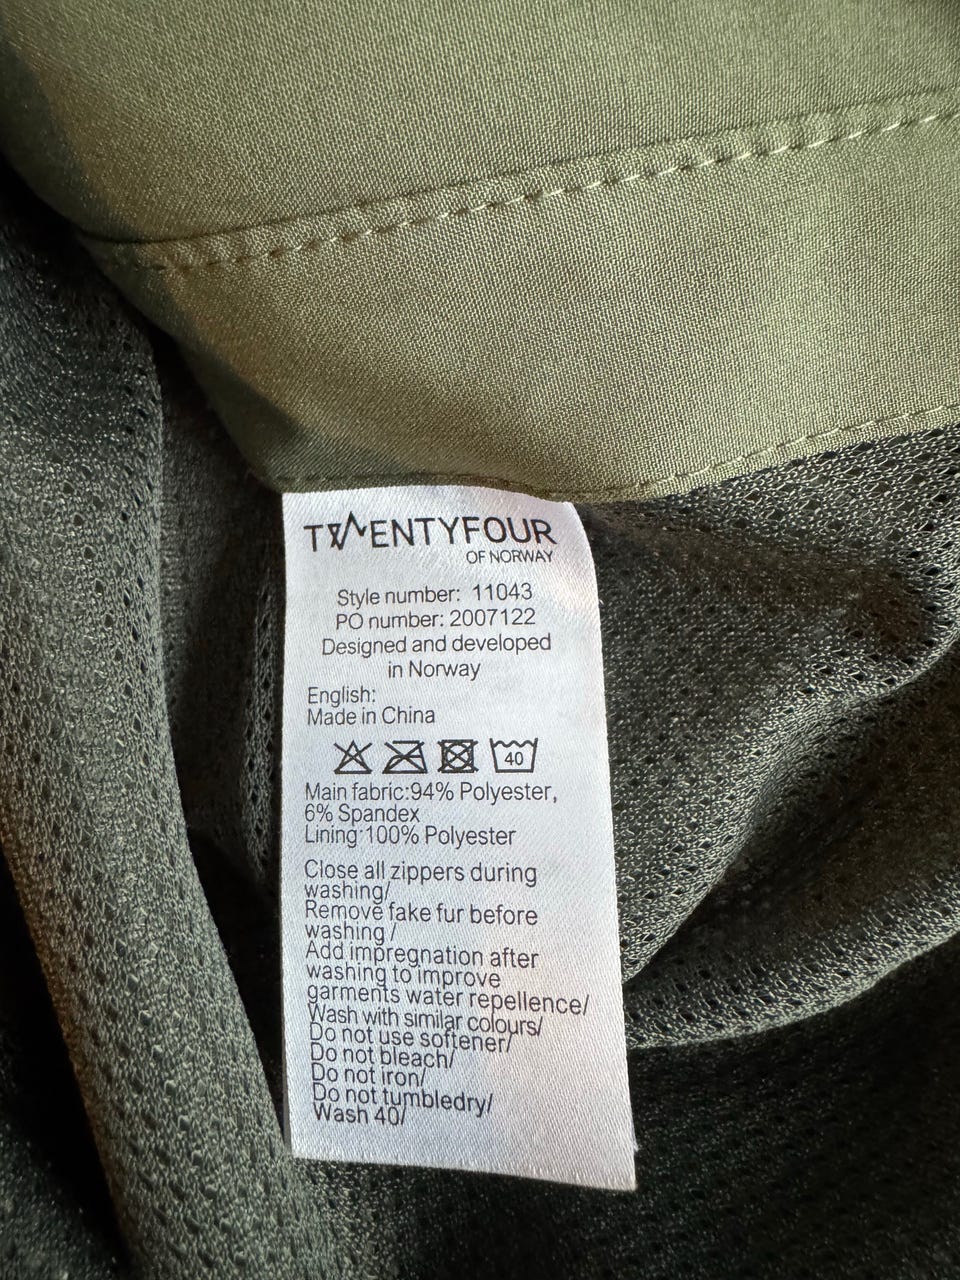 TWENTYFOUR
OF NORWAY
Style number: 11043
PO number: 2007122
Designed and developed
in Norway
English:
Made in China
40
Main fabric:94% Polyester,
6% Spandex
Lining:100% Polyester
Close all zippers during
washing/
Remove fake fur before
washing /
Add impregnation after
washing to improve
garments water repellence/
Wash with similar colours/
Do not use softener/
Do not bleach/
Do not iron/
Do not tumbledry/
Wash 40/